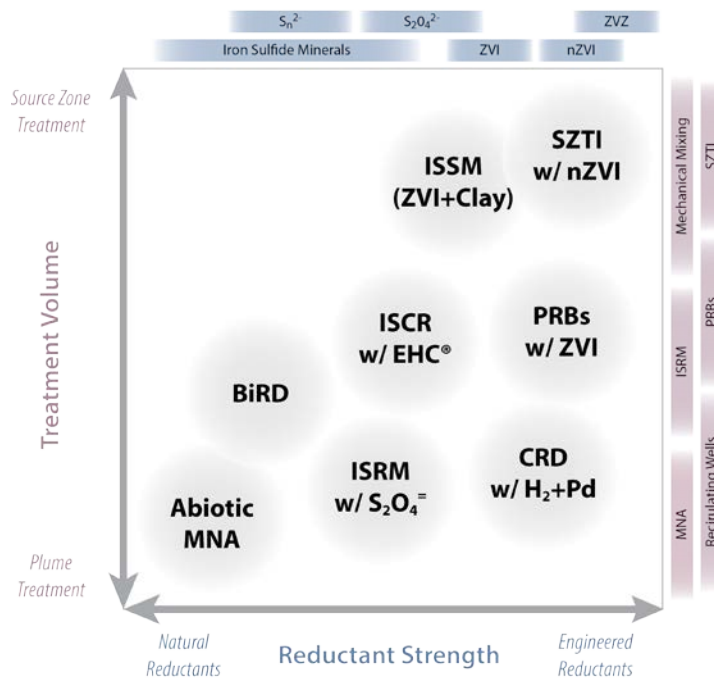 Sₙ²⁻ S₂O₄²⁻ ZVZ
Iron Sulfide Minerals ZVI nZVI
Source Zone
Treatment
Treatment Volume
Plume
Treatment
SZTI
w/ nZVI
ISSM
(ZVI+Clay)
ISCR
w/ EHC®
PRBs
w/ ZVI
BiRD
ISRM
w/ S₂O₄⁼
CRD
w/ H₂+Pd
Abiotic
MNA
Mechanical Mixing
ISRM
MNA
SZTI
PRBs
Recirulating Wells
Natural
Reductants
Reductant Strength
Engineered
Reductants